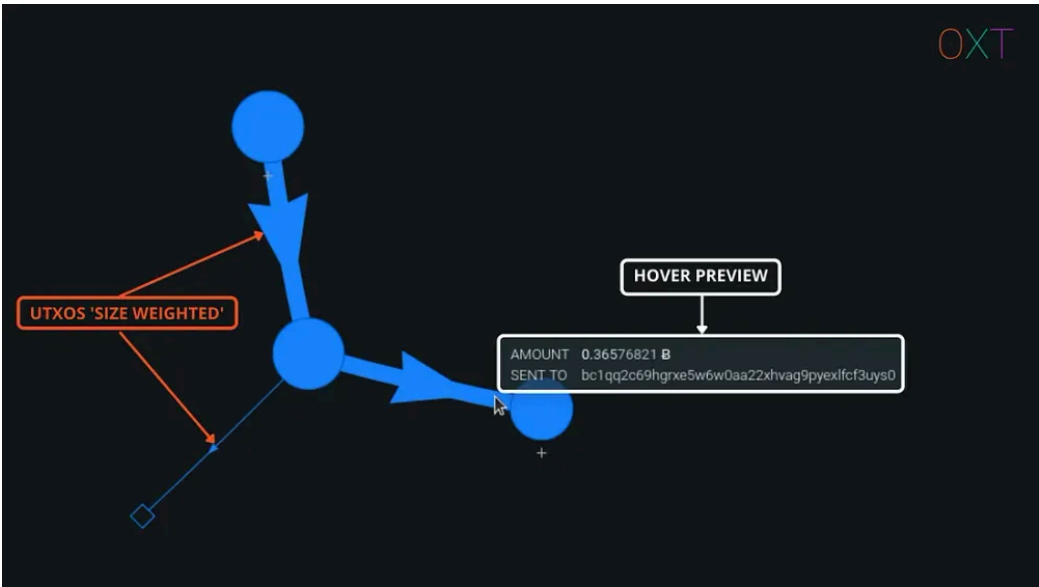 OXT
HOVER PREVIEW
UTXOS 'SIZE WEIGHTED'
AMOUNT 0.36576821 Ƀ
SENT TO bc1qq2c69hgrxe5w6w0aa22xhvag9pyexlfcf3uys0